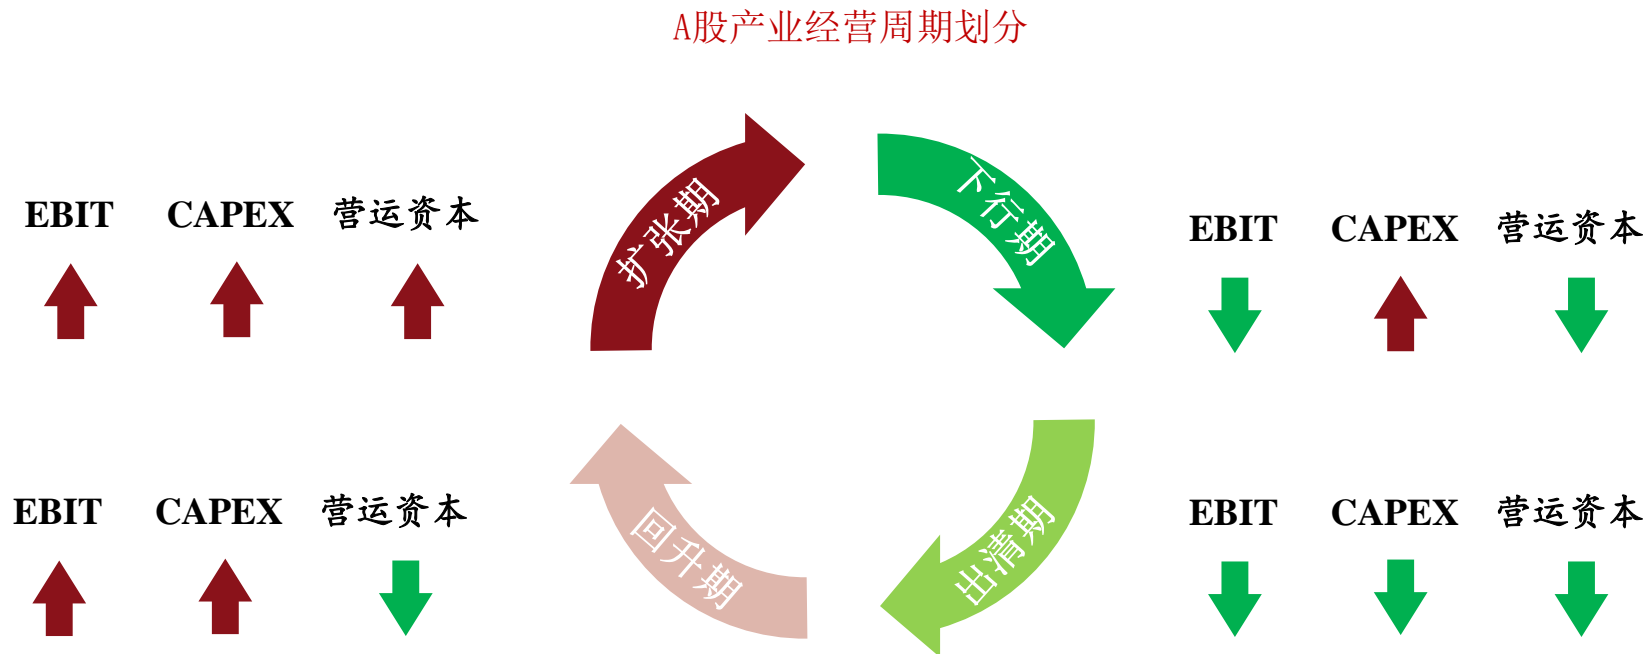 A股产业经营周期划分
EBIT CAPEX 营运资本
扩张期
下行期
EBIT CAPEX 营运资本
EBIT CAPEX 营运资本
回升期
出清期
EBIT CAPEX 营运资本